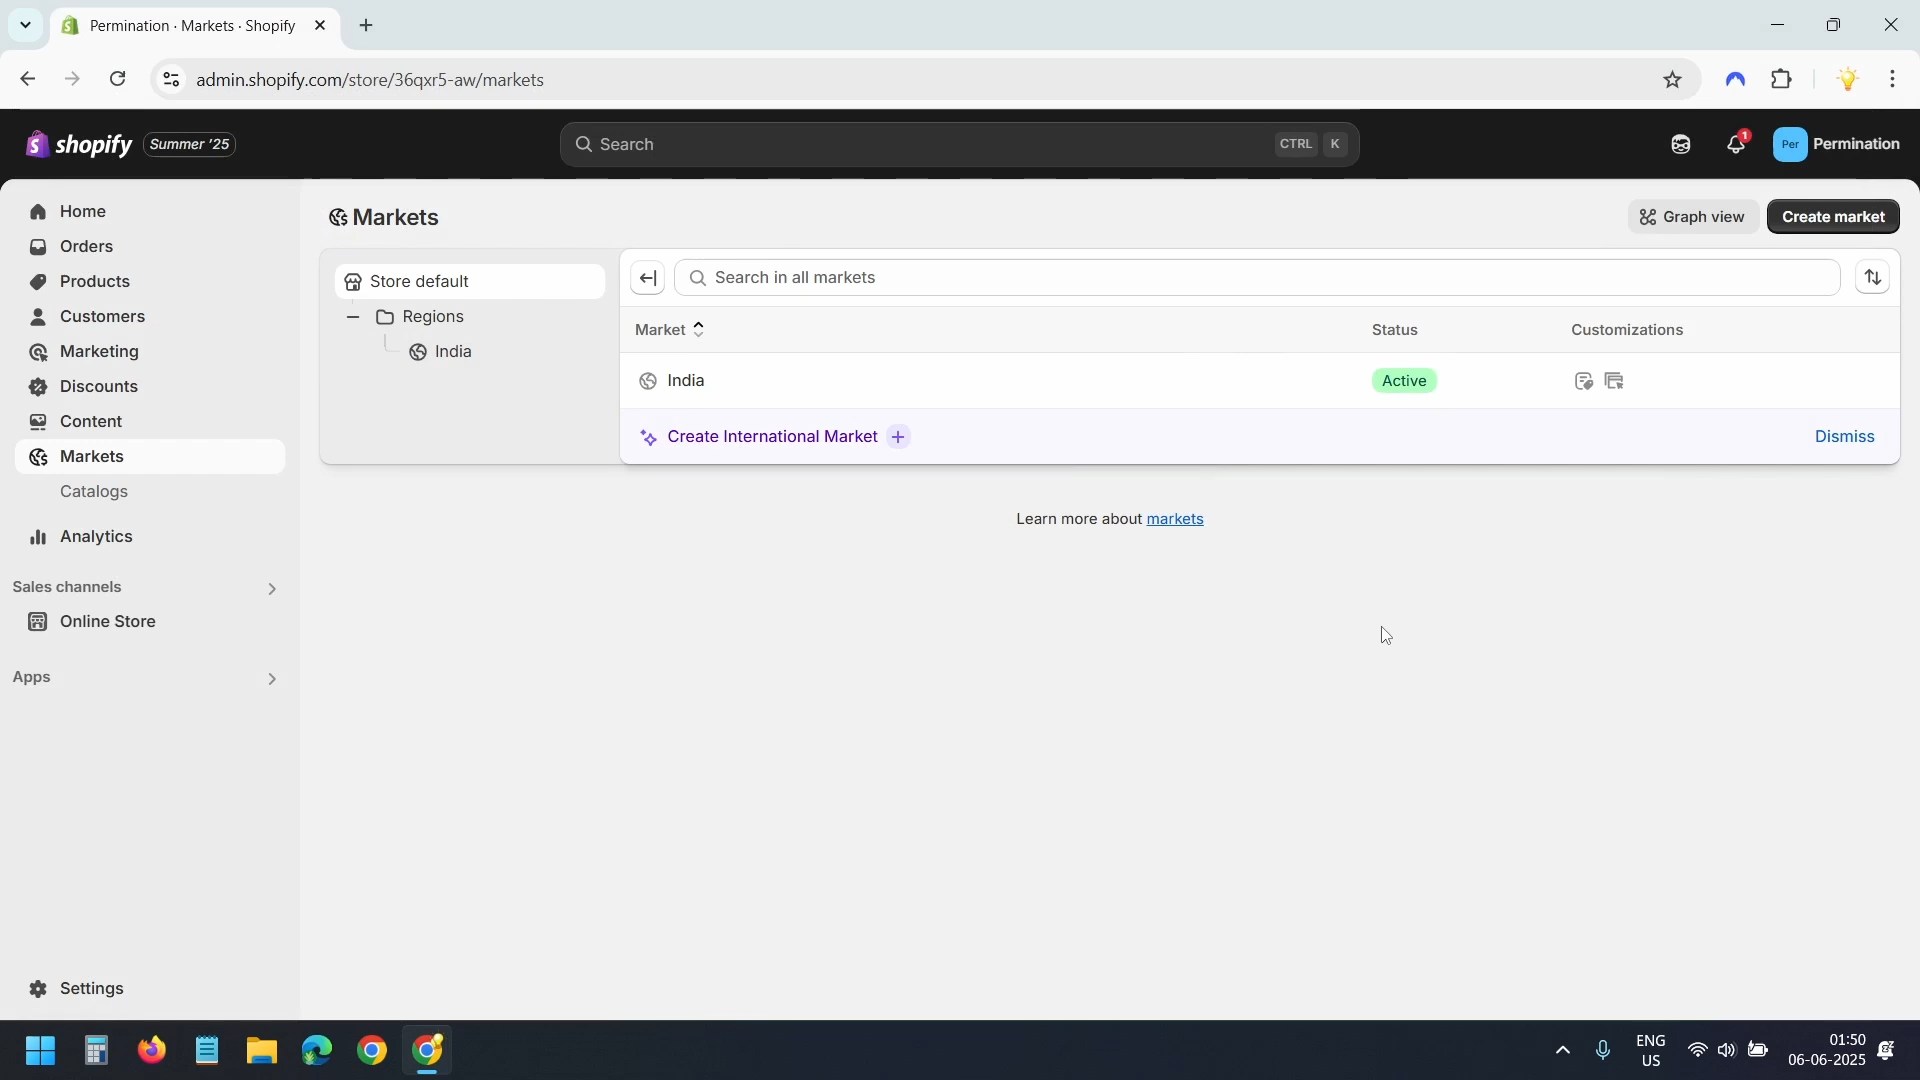 Permination · Markets · Shopify
admin.shopify.com/store/36qxr5-aw/markets
shopify Summer '25
Search CTRL K
1
Per Permination
Home
Orders
Products
Customers
Marketing
Discounts
Content
Markets
Catalogs
Analytics
Sales channels
Online Store
Apps
Settings
Markets
Graph view
Create market
Store default
Regions
India
Search in all markets
Market Status Customizations
India Active
Create International Market Dismiss
Learn more about markets
ENG
US
01:50
06-06-2025